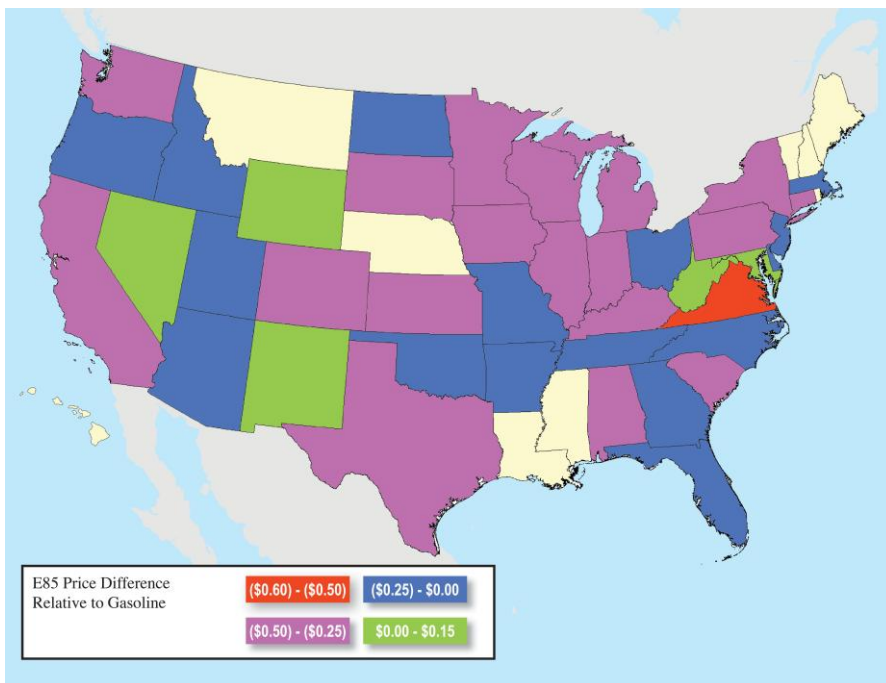 E85 Price Difference
Relative to Gasoline
($0.60) - ($0.50)
($0.25) - $0.00
($0.50) - ($0.25)
$0.00 - $0.15